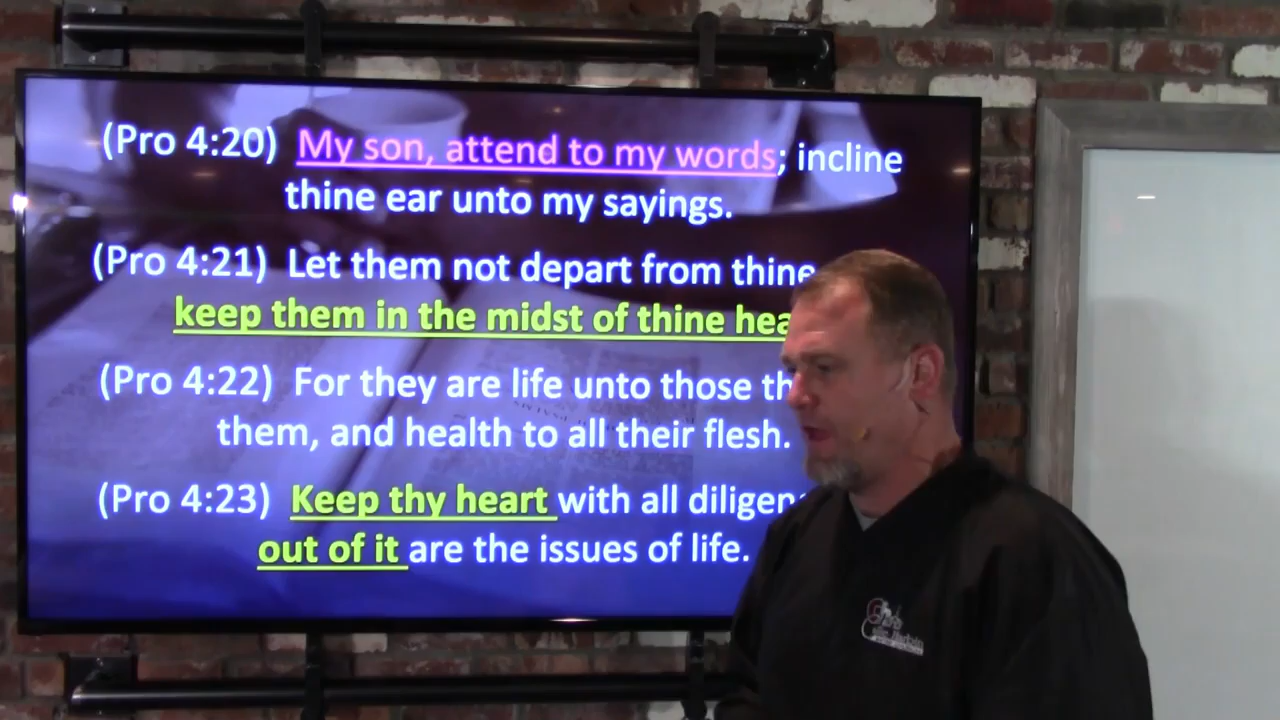 (Pro 4:20) My son, attend to my words; incline
thine ear unto my sayings.
(Pro 4:21) Let them not depart from thine
keep them in the midst of thine hea
(Pro 4:22) For they are life unto those th
them, and health to all their flesh.
(Pro 4:23) Keep thy heart with all diligen
out of it are the issues of life.